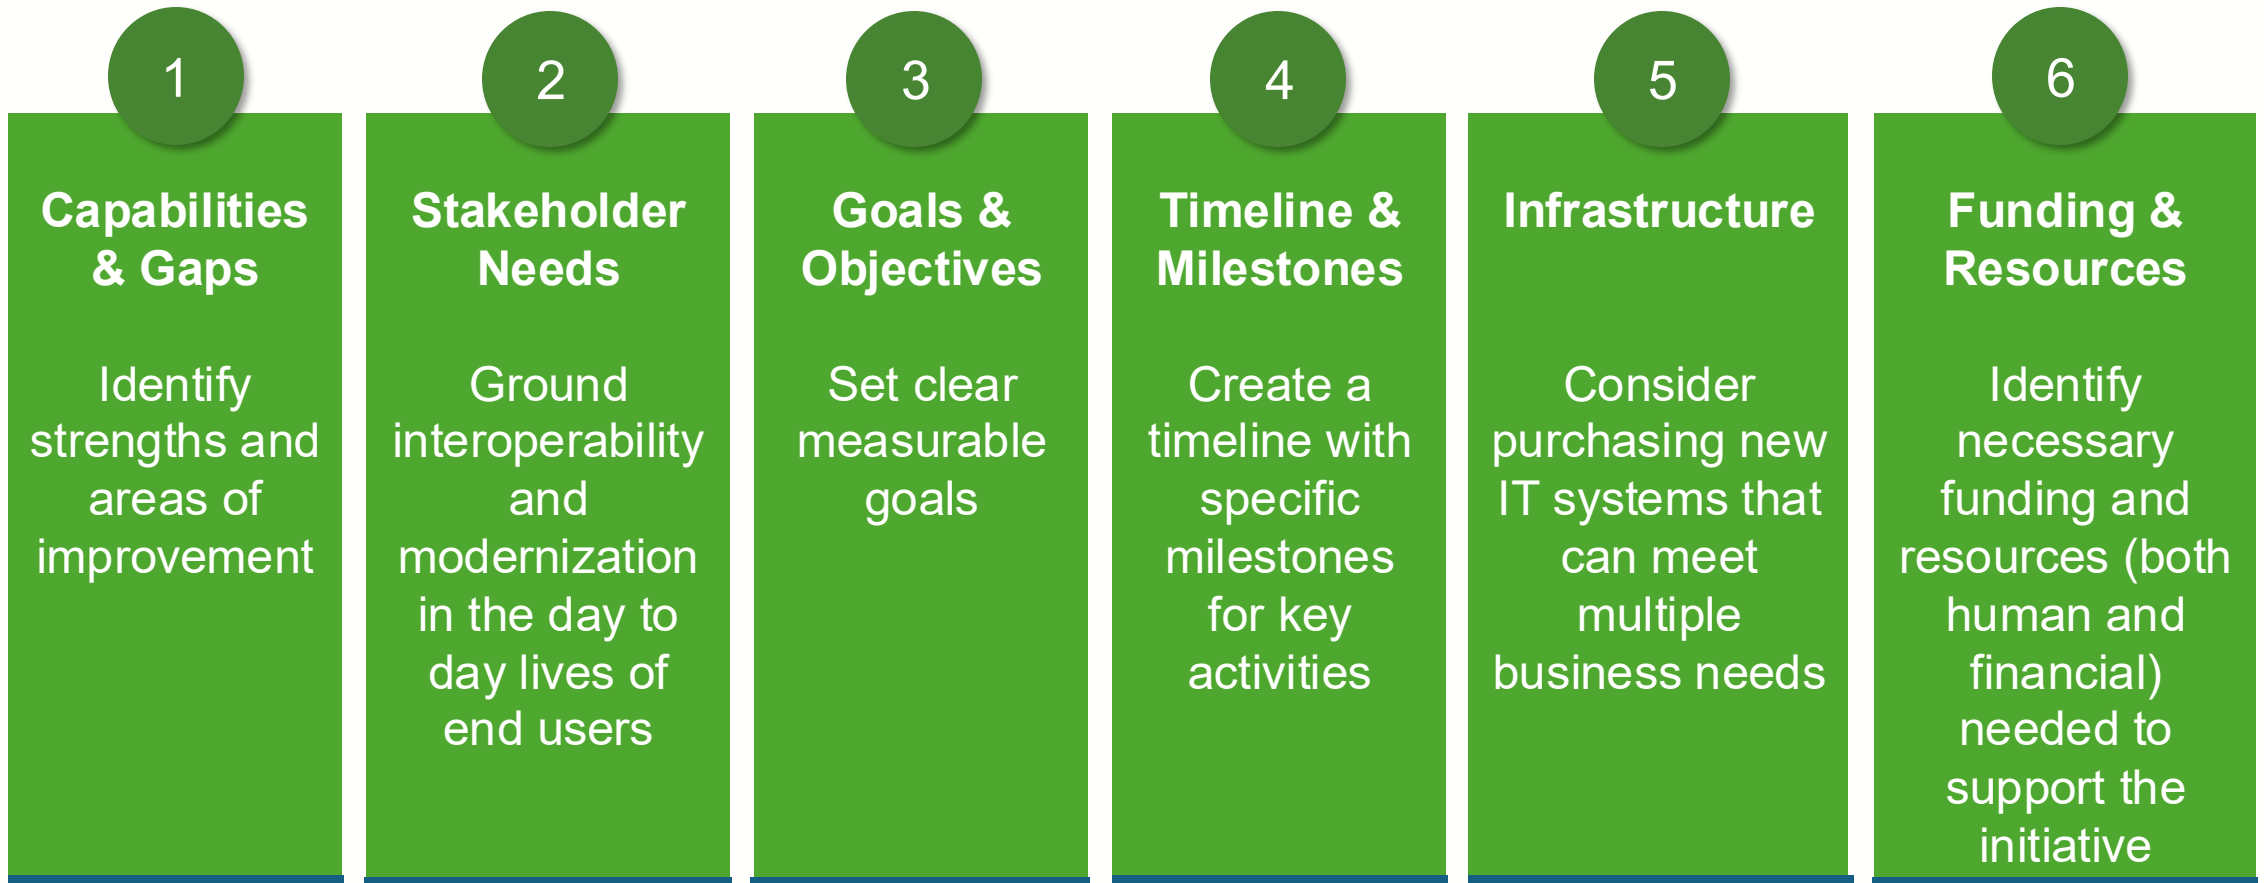 1
Capabilities
& Gaps
Identify
strengths and
areas of
improvement
2
Stakeholder
Needs
Ground
interoperability
and
modernization
in the day to
day lives of
end users
3
Goals &
Objectives
Set clear
measurable
goals
4
Timeline &
Milestones
Create a
timeline with
specific
milestones
for key
activities
5
Infrastructure
Consider
purchasing new
IT systems that
can meet
multiple
business needs
6
Funding &
Resources
Identify
necessary
funding and
resources (both
human and
financial)
needed to
support the
initiative